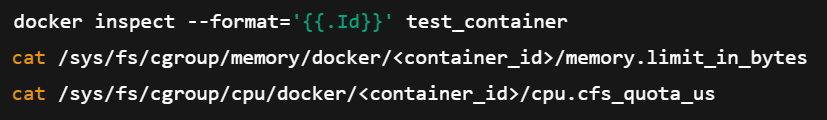 docker inspect --format='{{.Id}}' test_container
cat /sys/fs/cgroup/memory/docker/<container_id>/memory.limit_in_bytes
cat /sys/fs/cgroup/cpu/docker/<container_id>/cpu.cfs_quota_us